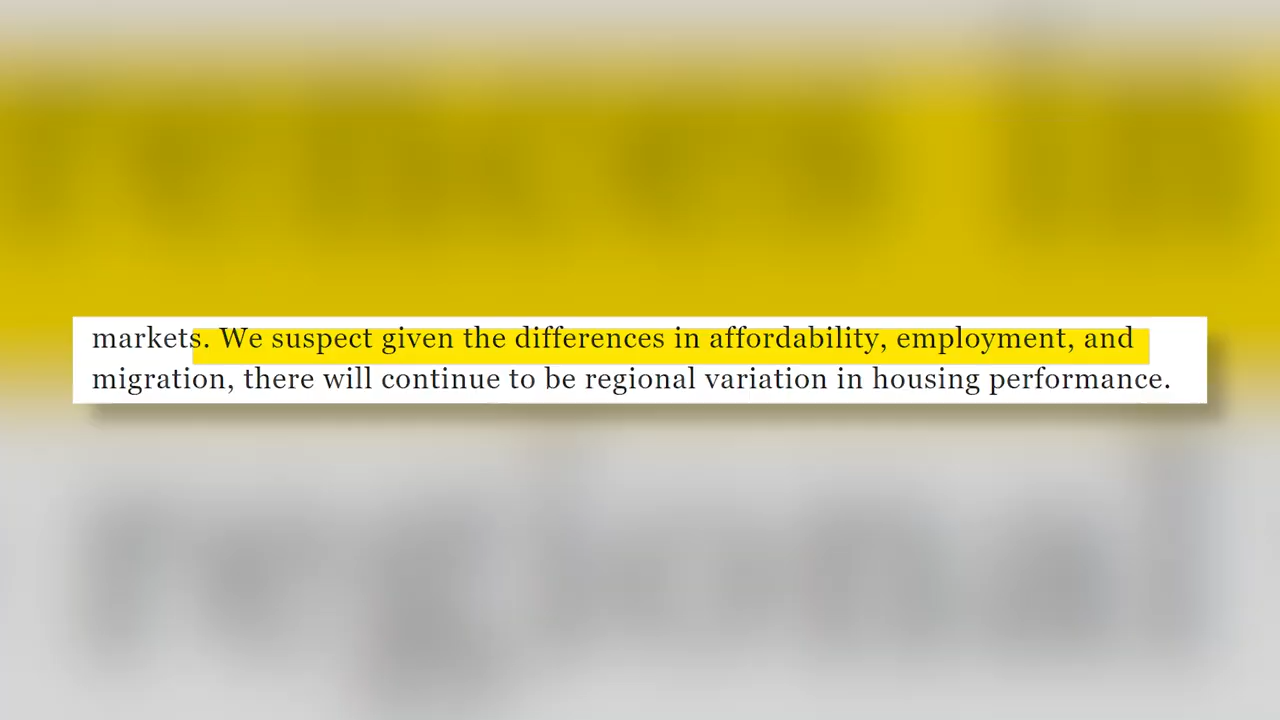 markets. We suspect given the differences in affordability, employment, and
migration, there will continue to be regional variation in housing performance.